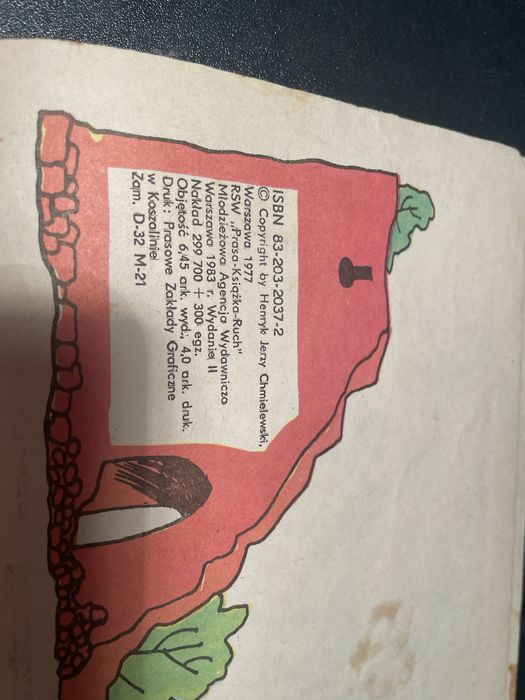 ISBN 83-203-2037-2
© Copyright by Henryk Jerzy Chmielewski,
Warszawa 1977
RSW „Prasa-Książka-Ruch"
Młodzieżowa Agencja Wydawnicza
Warszawa 1983 r. Wydanie II
Nakład 299 700 + 300 egz.
Objętość 6,45 ark. wyd., 4,0 ark. druk.
Druk: Prasowe Zakłady Graficzne
w Koszalinie
Zam. D-32 M-21